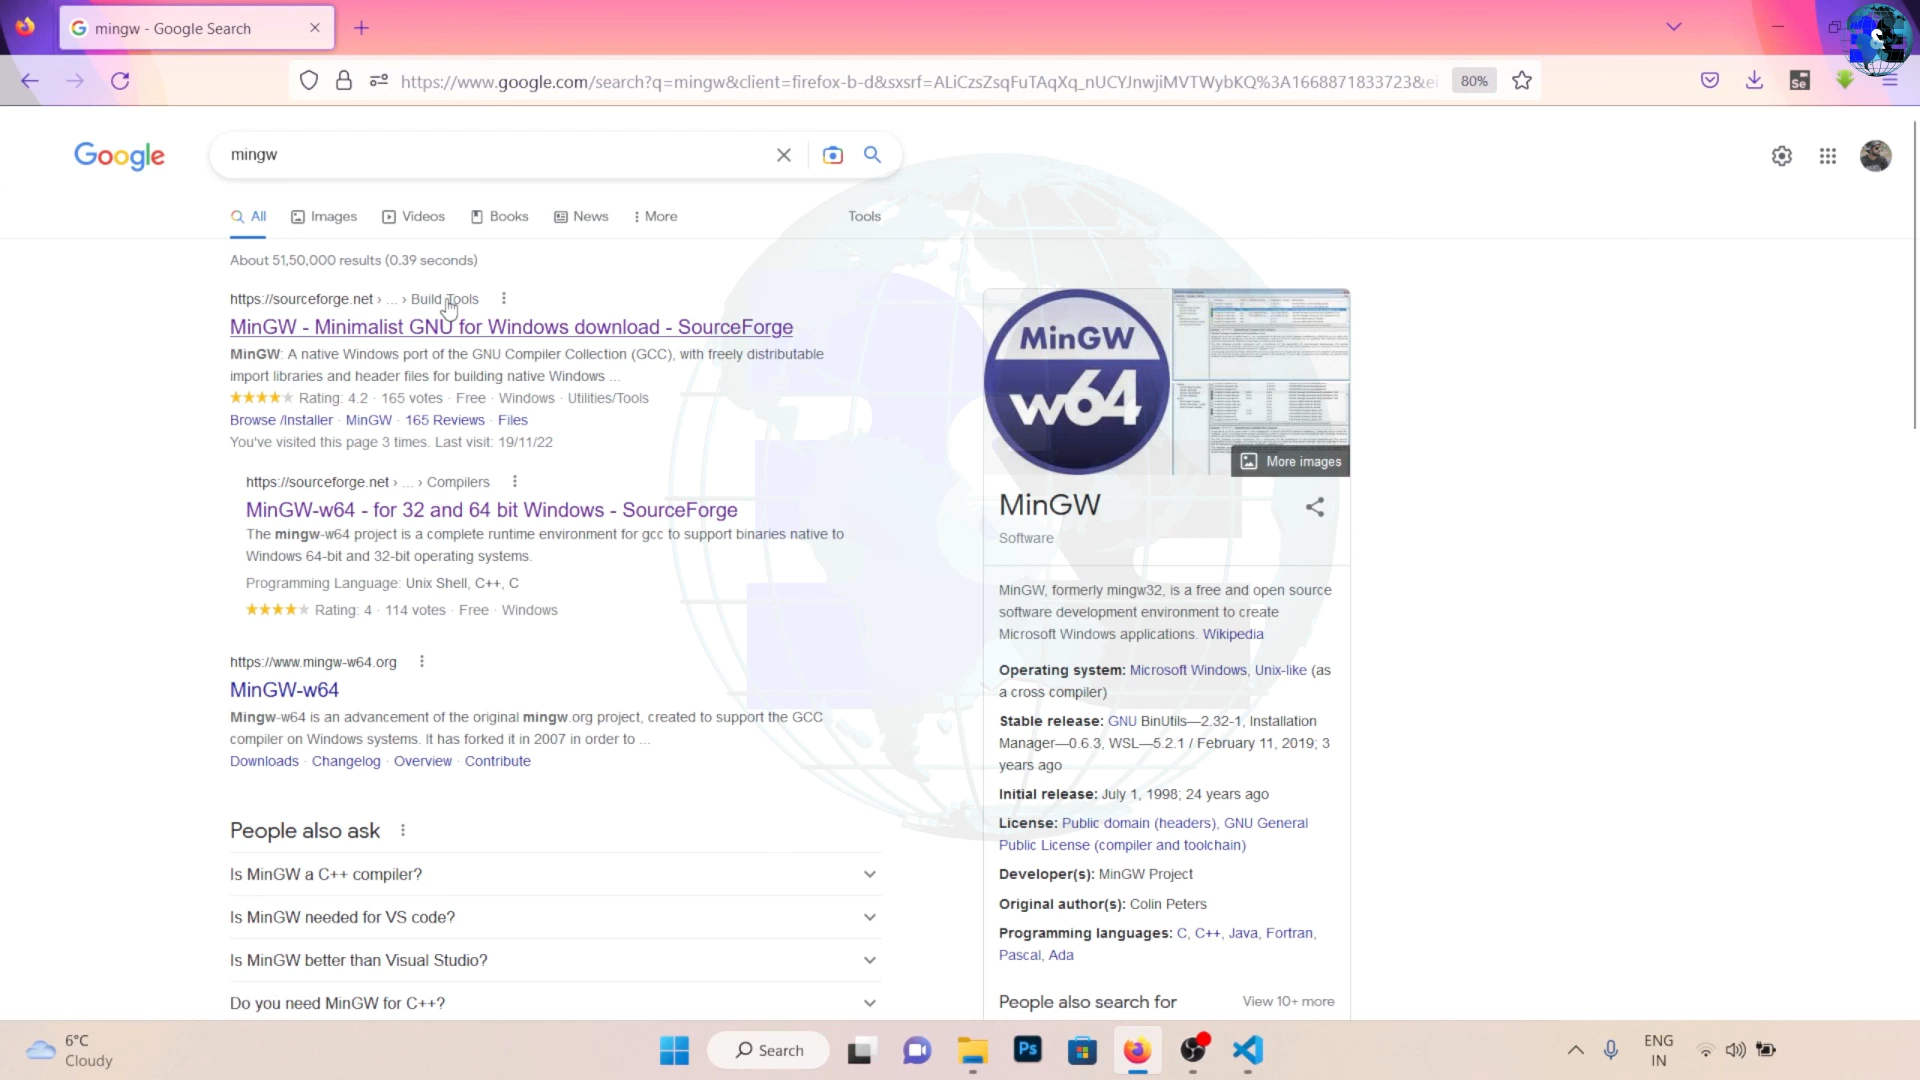 mingw - Google Search
https://www.google.com/search?q=mingw&client=firefox-b-d&sxsrf=ALiCzsZsqFuTAqXq_nUCYJnwjiMVTWybKQ%3A1668871833723&ei
80%
Se
Google
mingw
All
Images
Videos
Books
News
More
Tools
About 51,50,000 results (0.39 seconds)
https://sourceforge.net › ... › Build Tools
MinGW - Minimalist GNU for Windows download - SourceForge
MinGW: A native Windows port of the GNU Compiler Collection (GCC), with freely distributable
import libraries and header files for building native Windows ...
Rating: 4.2 · 165 votes · Free · Windows · Utilities/Tools
Browse /Installer · MinGW · 165 Reviews · Files
You've visited this page 3 times. Last visit: 19/11/22
https://sourceforge.net › ... › Compilers
MinGW-w64 - for 32 and 64 bit Windows - SourceForge
The mingw-w64 project is a complete runtime environment for gcc to support binaries native to
Windows 64-bit and 32-bit operating systems.
Programming Language: Unix Shell, C++, C
Rating: 4 · 114 votes · Free · Windows
https://www.mingw-w64.org
MinGW-w64
Mingw-w64 is an advancement of the original mingw.org project, created to support the GCC
compiler on Windows systems. It has forked it in 2007 in order to ...
Downloads · Changelog · Overview · Contribute
People also ask
Is MinGW a C++ compiler?
Is MinGW needed for VS code?
Is MinGW better than Visual Studio?
Do you need MinGW for C++?
MinGW
w64
More images
MinGW
Software
MinGW, formerly mingw32, is a free and open source
software development environment to create
Microsoft Windows applications. Wikipedia
Operating system: Microsoft Windows, Unix-like (as
a cross compiler)
Stable release: GNU BinUtils—2.32-1, Installation
Manager—0.6.3, WSL—5.2.1 / February 11, 2019; 3
years ago
Initial release: July 1, 1998; 24 years ago
License: Public domain (headers), GNU General
Public License (compiler and toolchain)
Developer(s): MinGW Project
Original author(s): Colin Peters
Programming languages: C, C++, Java, Fortran,
Pascal, Ada
People also search for
View 10+ more
6°C
Cloudy
Search
Ps
ENG
IN